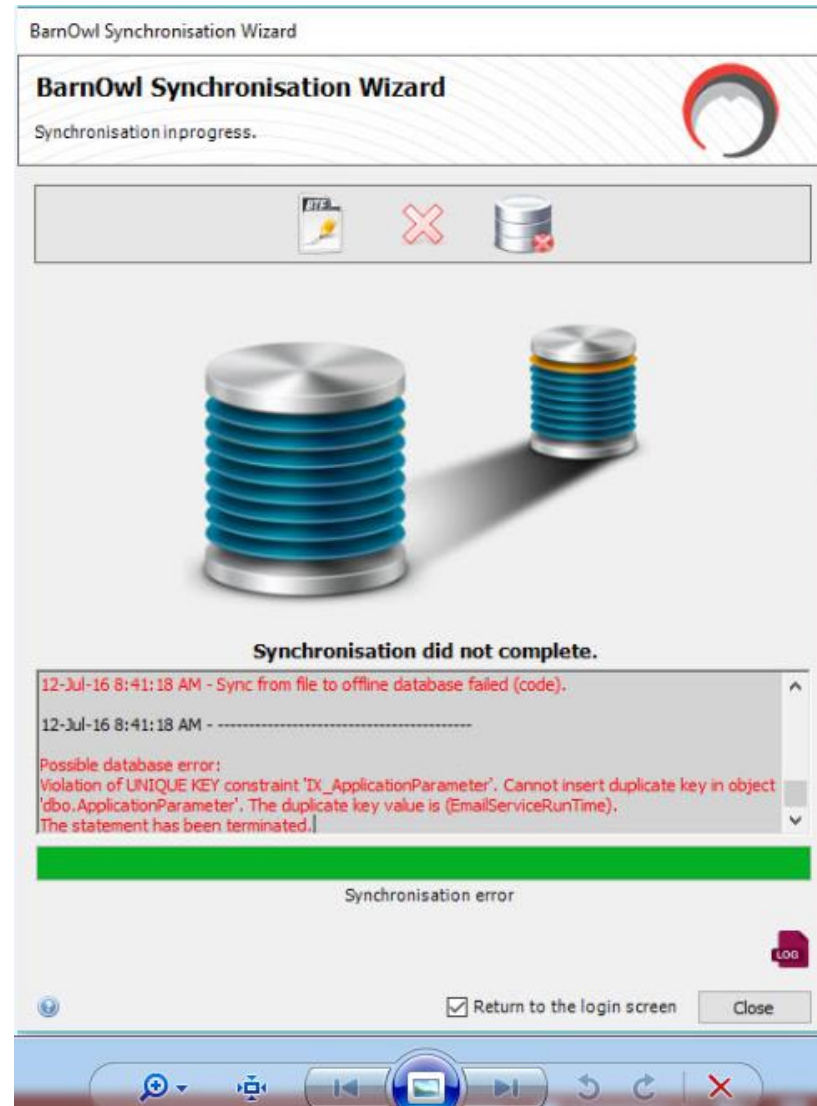 BarnOwl Synchronisation Wizard
BarnOwl Synchronisation Wizard
Synchronisation in progress.
BTF
Synchronisation did not complete.
12-Jul-16 8:41:18 AM - Sync from file to offline database failed (code).
12-Jul-16 8:41:18 AM - -----------------------------------------
Possible database error:
Violation of UNIQUE KEY constraint 'IX_ApplicationParameter'. Cannot insert duplicate key in object
'dbo.ApplicationParameter'. The duplicate key value is (EmailServiceRunTime).
The statement has been terminated.
Synchronisation error
LOG
Return to the login screen Close